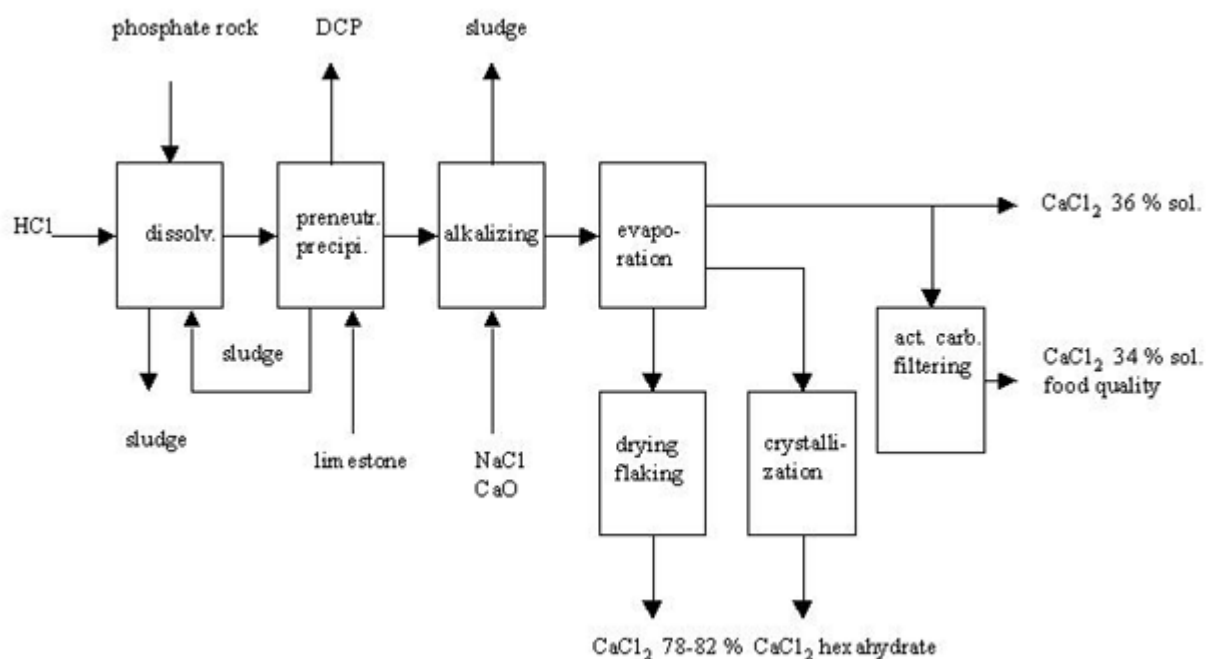 phosphate rock
DCP
sludge
HCl
dissolv.
preneutr.
precipi.
alkalizing
evapo-
ration
CaCl₂ 36 % sol.
sludge
act. carb.
filtering
CaCl₂ 34 % sol.
food quality
sludge
limestone
NaCl
CaO
drying
flaking
crystalli-
zation
CaCl₂ 78-82 %
CaCl₂ hexahydrate